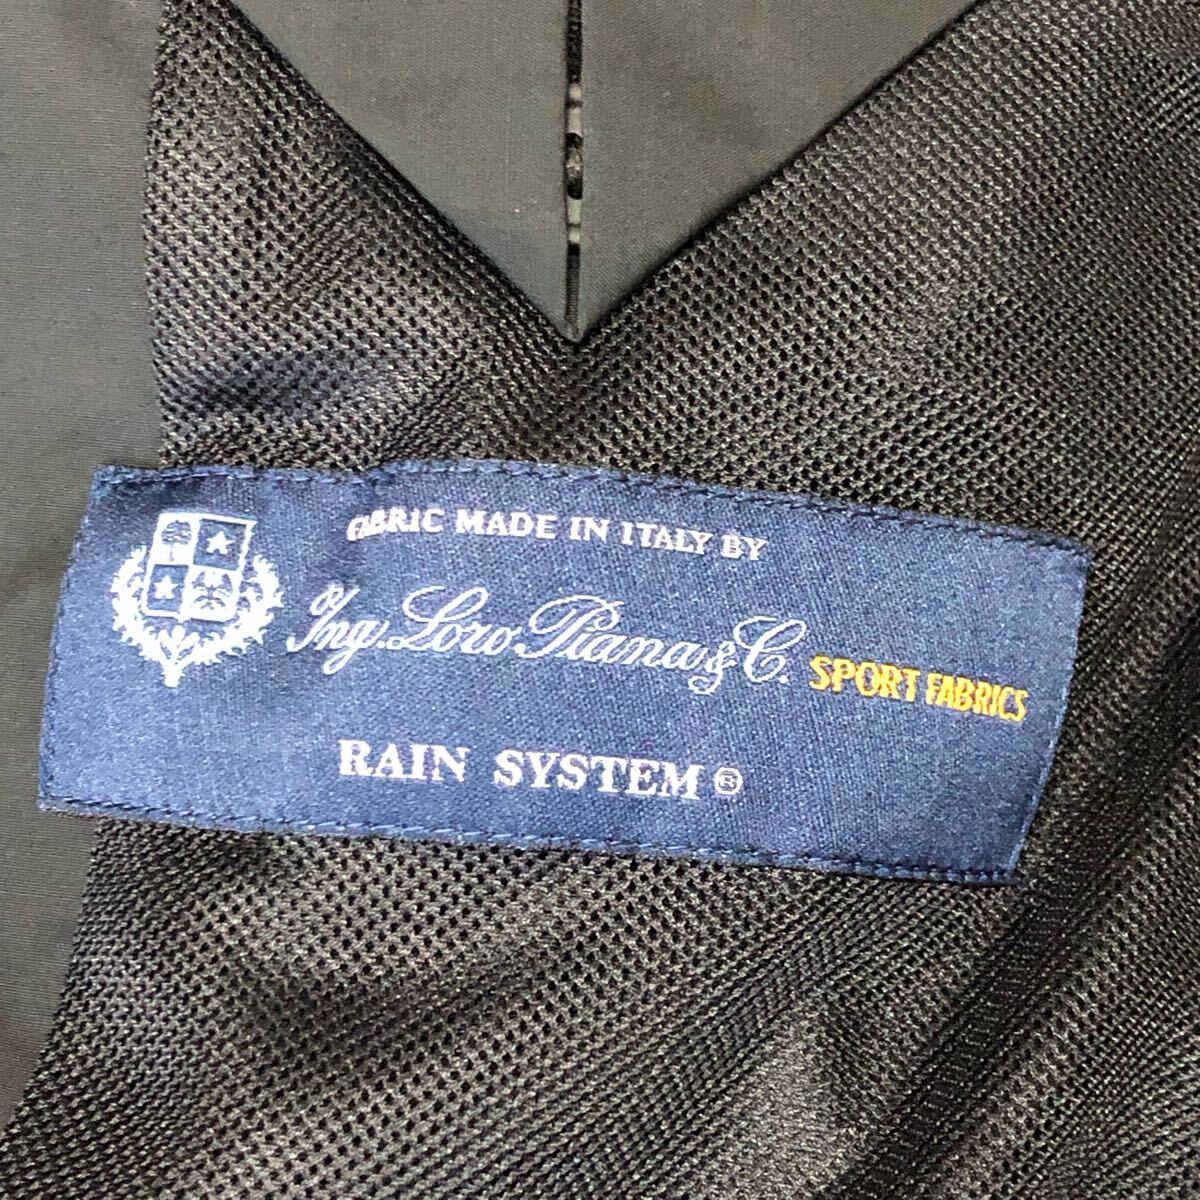 FABRIC MADE IN ITALY BY
Ing. Loro Piana & C. SPORT FABRICS
RAIN SYSTEM®